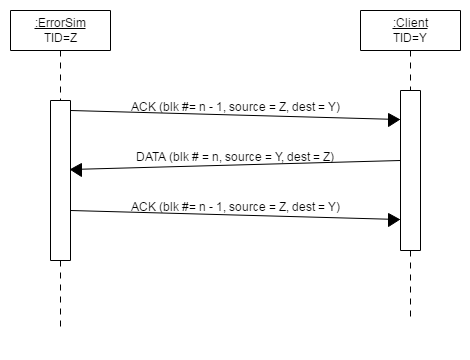 :ErrorSim
TID=Z
:Client
TID=Y
ACK (blk #= n - 1, source = Z, dest = Y)
DATA (blk # = n, source = Y, dest = Z)
ACK (blk #= n - 1, source = Z, dest = Y)